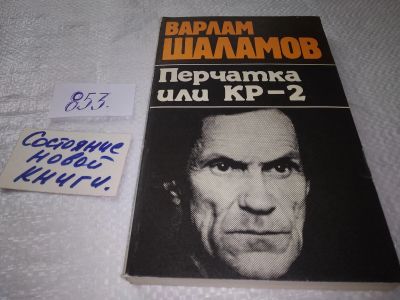 ВАРЛАМ
ШАЛАМОВ
Перчатка
или КР-2
853.
Состояние
новой
книги.